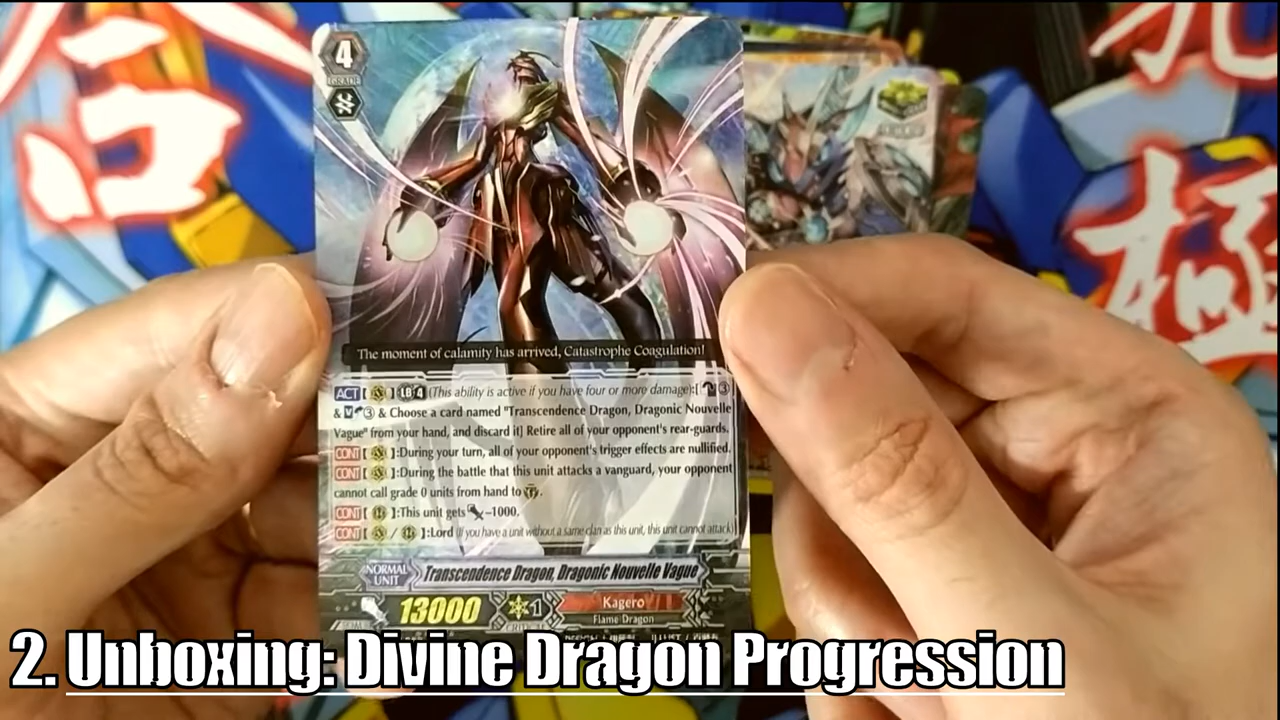 合
究
極
4
GRADE
The moment of calamity has arrived, Catastrophe Coagulation!
ACT [ ] LB 4 (This ability is active if you have four or more damage):[ ③
& V ③ & Choose a card named "Transcendence Dragon, Dragonic Nouvelle
Vague" from your hand, and discard it] Retire all of your opponent's rear-guards.
CONT [ ]:During your turn, all of your opponent's trigger effects are nullified.
CONT [ ]:During the battle that this unit attacks a vanguard, your opponent
cannot call grade 0 units from hand to G.
CONT [ ]:This unit gets -1000.
CONT [ / ]:Lord (If you have a unit without a same clan as this unit, this unit cannot attack)
NORMAL
UNIT
Transcendence Dragon, Dragonic Nouvelle Vague
13000
1
Kagero
Flame Dragon
2. Unboxing: Divine Dragon Progression